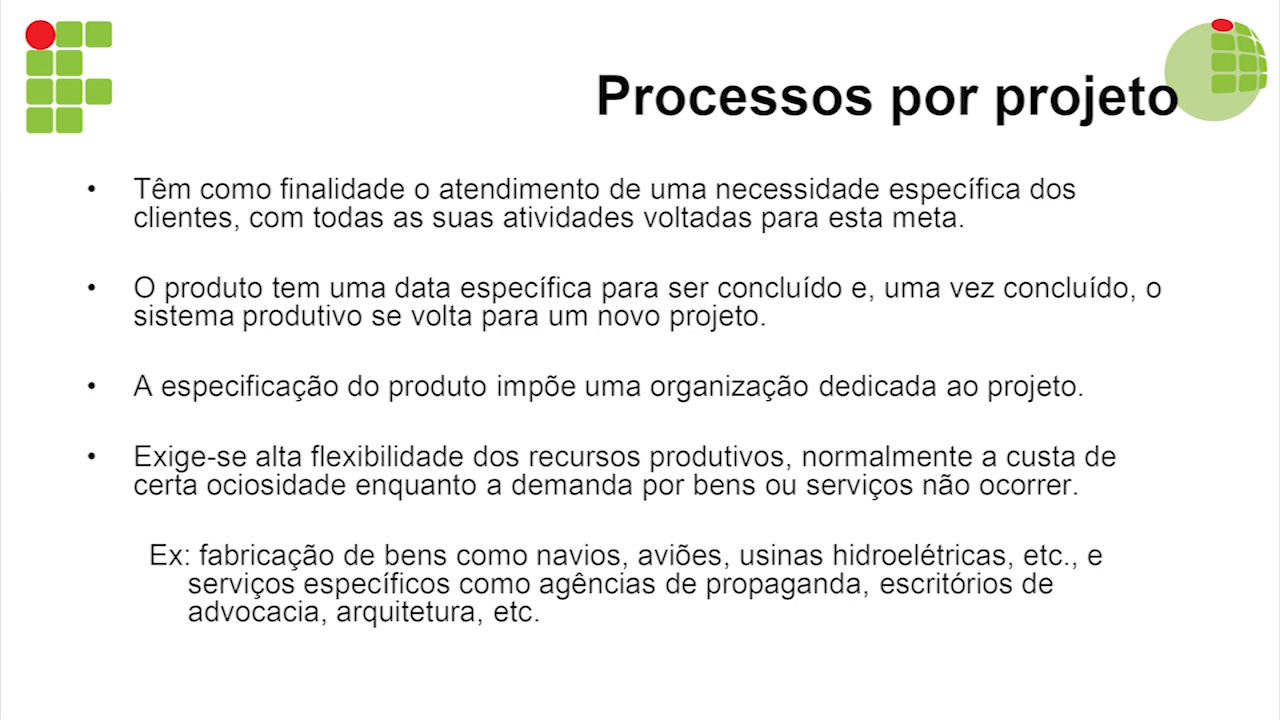 Processos por projeto
• Têm como finalidade o atendimento de uma necessidade específica dos
clientes, com todas as suas atividades voltadas para esta meta.
• O produto tem uma data específica para ser concluído e, uma vez concluído, o
sistema produtivo se volta para um novo projeto.
• A especificação do produto impõe uma organização dedicada ao projeto.
• Exige-se alta flexibilidade dos recursos produtivos, normalmente a custa de
certa ociosidade enquanto a demanda por bens ou serviços não ocorrer.
Ex: fabricação de bens como navios, aviões, usinas hidroelétricas, etc., e
serviços específicos como agências de propaganda, escritórios de
advocacia, arquitetura, etc.